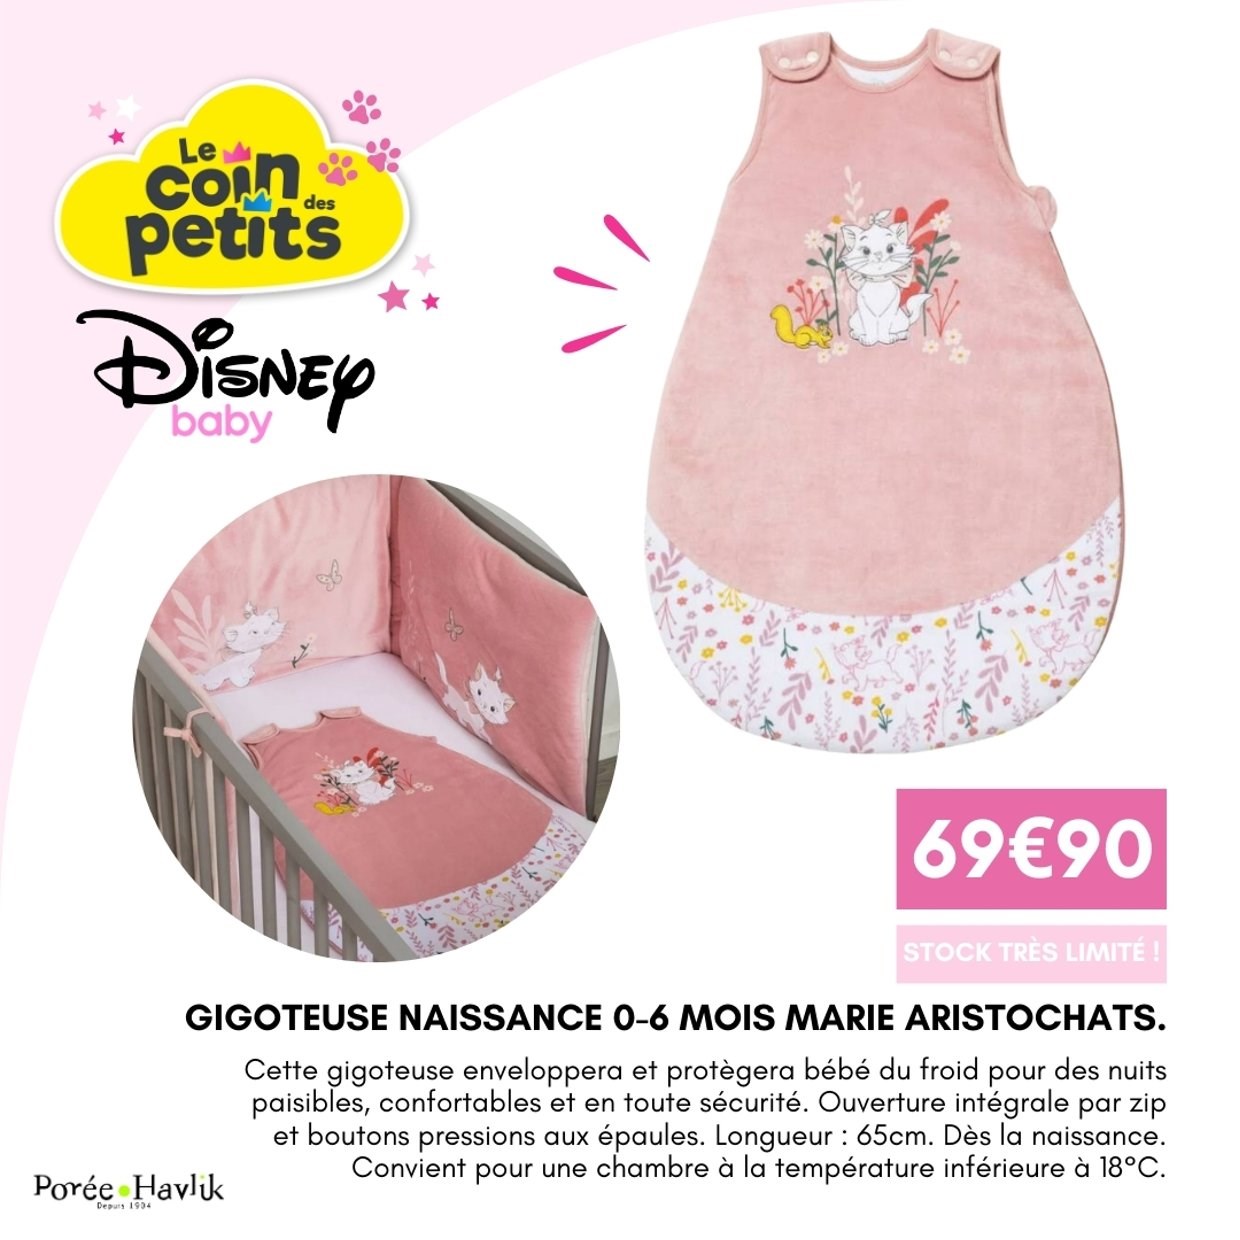 Le
coin
des
petits
Disney
baby
69€90
STOCK TRÈS LIMITÉ !
GIGOTEUSE NAISSANCE 0-6 MOIS MARIE ARISTOCHATS.
Cette gigoteuse enveloppera et protègera bébé du froid pour des nuits
paisibles, confortables et en toute sécurité. Ouverture intégrale par zip
et boutons pressions aux épaules. Longueur : 65cm. Dès la naissance.
Convient pour une chambre à la température inférieure à 18°C.
Porée•Havlik
Depuis 1994